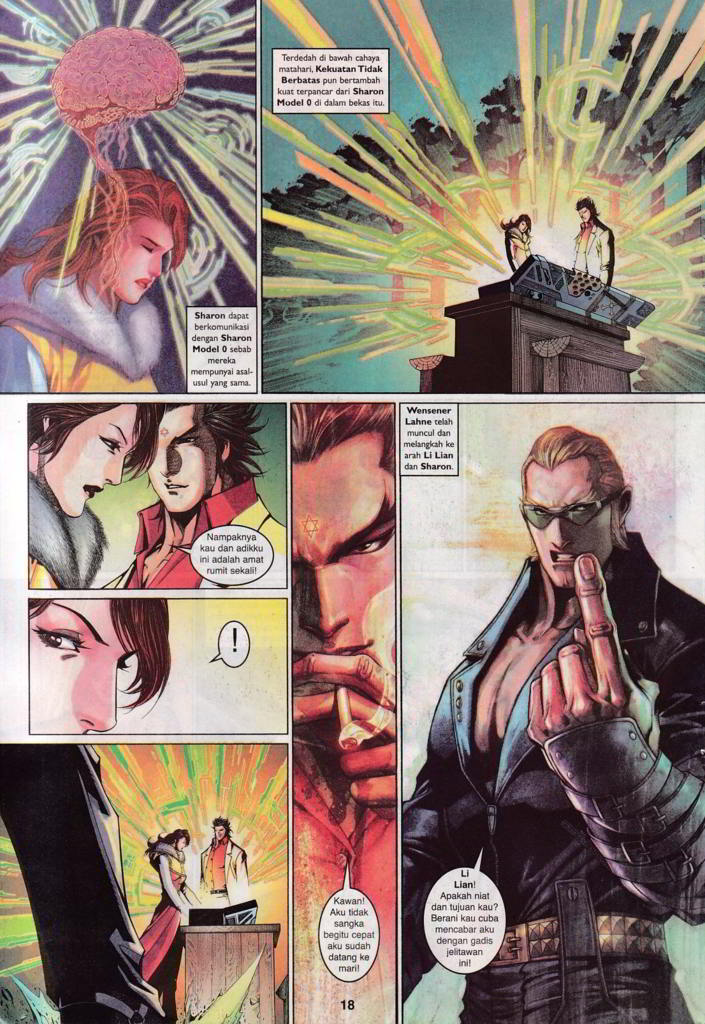 Sharon dapat
berkomunikasi
dengan Sharon
Model 0 sebab
mereka
mempunyai asal-
usul yang sama.
Terdedah di bawah cahaya
matahari, Kekuatan Tidak
Berbatas pun bertambah
kuat terpancar dari Sharon
Model 0 di dalam bekas itu.
Nampaknya
kau dan adikku
ini adalah amat
rumit sekali!
!
Kawan!
Aku tidak
sangka
begitu cepat
aku sudah
datang ke
mari!
Wensener
Lahne telah
muncul dan
melangkah ke
arah Li Lian
dan Sharon.
Li
Lian!
Apakah niat
dan tujuan kau?
Berani kau cuba
mencabar aku
dengan gadis
jelitawan
ini!
18